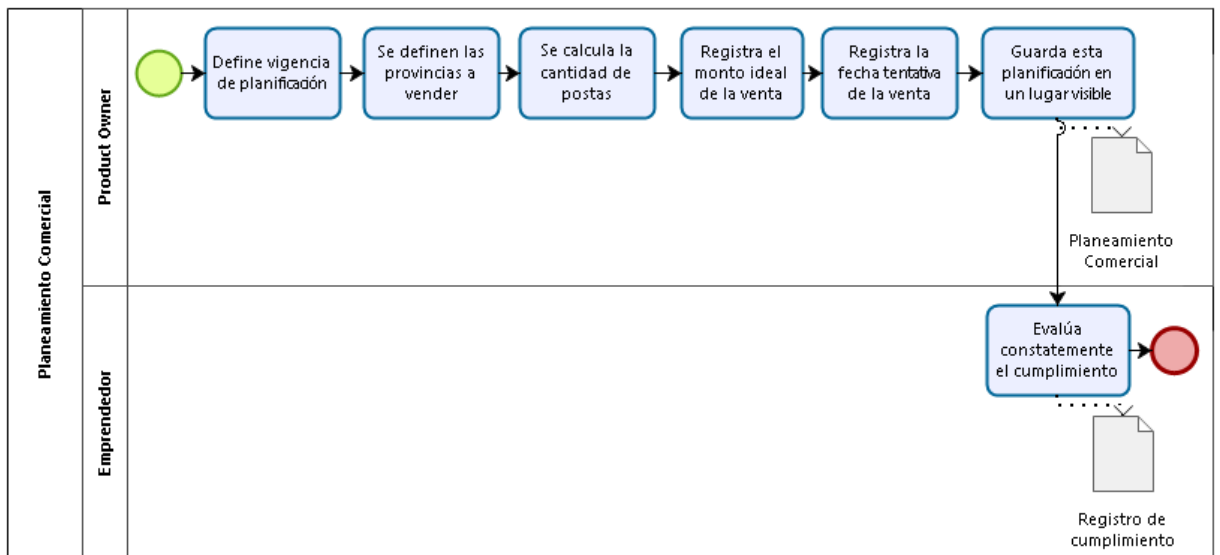 Planeamiento Comercial
Product Owner
Define vigencia
de planificación
Se definen las
provincias a
vender
Se calcula la
cantidad de
postas
Registra el
monto ideal
de la venta
Registra la
fecha tentativa
de la venta
Guarda esta
planificación en
un lugar visible
Planeamiento
Comercial
Emprendedor
Evalúa
constatemente
el cumplimiento
Registro de
cumplimiento